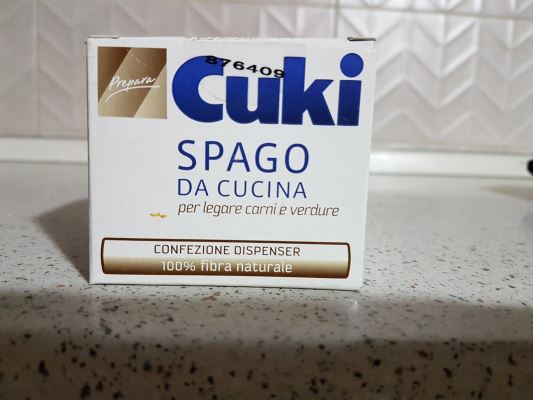 Prepara
Cuki
876409
SPAGO
DA CUCINA
per legare carni e verdure
CONFEZIONE DISPENSER
100% fibra naturale